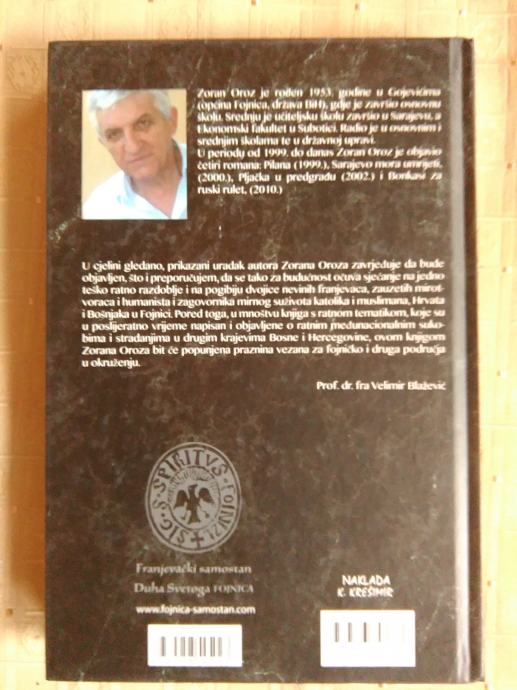 Zoran Oroz je rođen 1953. godine u Gojevićima
(općina Fojnica, država BiH), gdje je završio osnovnu
školu. Srednju je učiteljsku školu završio u Sarajevu, a
Ekonomski fakultet u Subotici. Radio je u osnovnim i
srednjim školama te u državnoj upravi.
U periodu od 1999. do danas Zoran Oroz je objavio
četiri romana: Pilana (1999.), Sarajevo mora umrijeti,
(2000.), Pljačka u predgrađu (2002.) i Bombasi za
ruski rulet, (2010.)
U cjelini gledano, prikazani uradak autora Zorana Oroza zavrjeđuje da bude
objavljen, što i preporučujem, da se tako za budućnost očuva sjećanje na jedno
teško ratno razdoblje i na pogibiju dvojice nevinih franjevaca, zauzetih mirot-
voraca i humanista i zagovornika mirnog suživota katolika i muslimana, Hrvata
i Bošnjaka u Fojnici. Pored toga, u mnoštvu knjiga s ratnom tematikom, koje su
u poslijeratno vrijeme napisan i objavljene o ratnim međunacionalnim suko-
bima i stradanjima u drugim krajevima Bosne i Hercegovine, ovom knjigom
Zorana Oroza bit će popunjena praznina vezana za fojničko i druga područja
u okruženju.
Prof. dr. fra Velimir Blažević
SIG. S. SPIRITVS FOJNIZ
Franjevački samostan
Duha Svetoga FOJNICA
www.fojnica-samostan.com
NAKLADA
K. KREŠIMIR